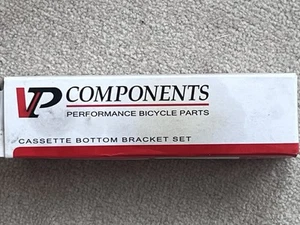 VP COMPONENTS
PERFORMANCE BICYCLE PARTS
CASSETTE BOTTOM BRACKET SET